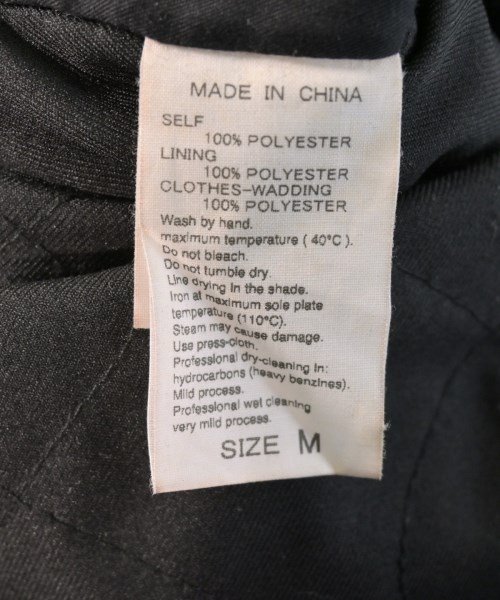 MADE IN CHINA
SELF
100% POLYESTER
LINING
100% POLYESTER
CLOTHES-WADDING
100% POLYESTER
Wash by hand.
maximum temperature ( 40°C ).
Do not bleach.
Do not tumble dry.
Line drying in the shade.
Iron at maximum sole plate
temperature (110°C).
Steam may cause damage.
Use press-cloth.
Professional dry-cleaning in:
hydrocarbons (heavy benzines).
Mild process.
Professional wet cleaning
very mild process.
SIZE M